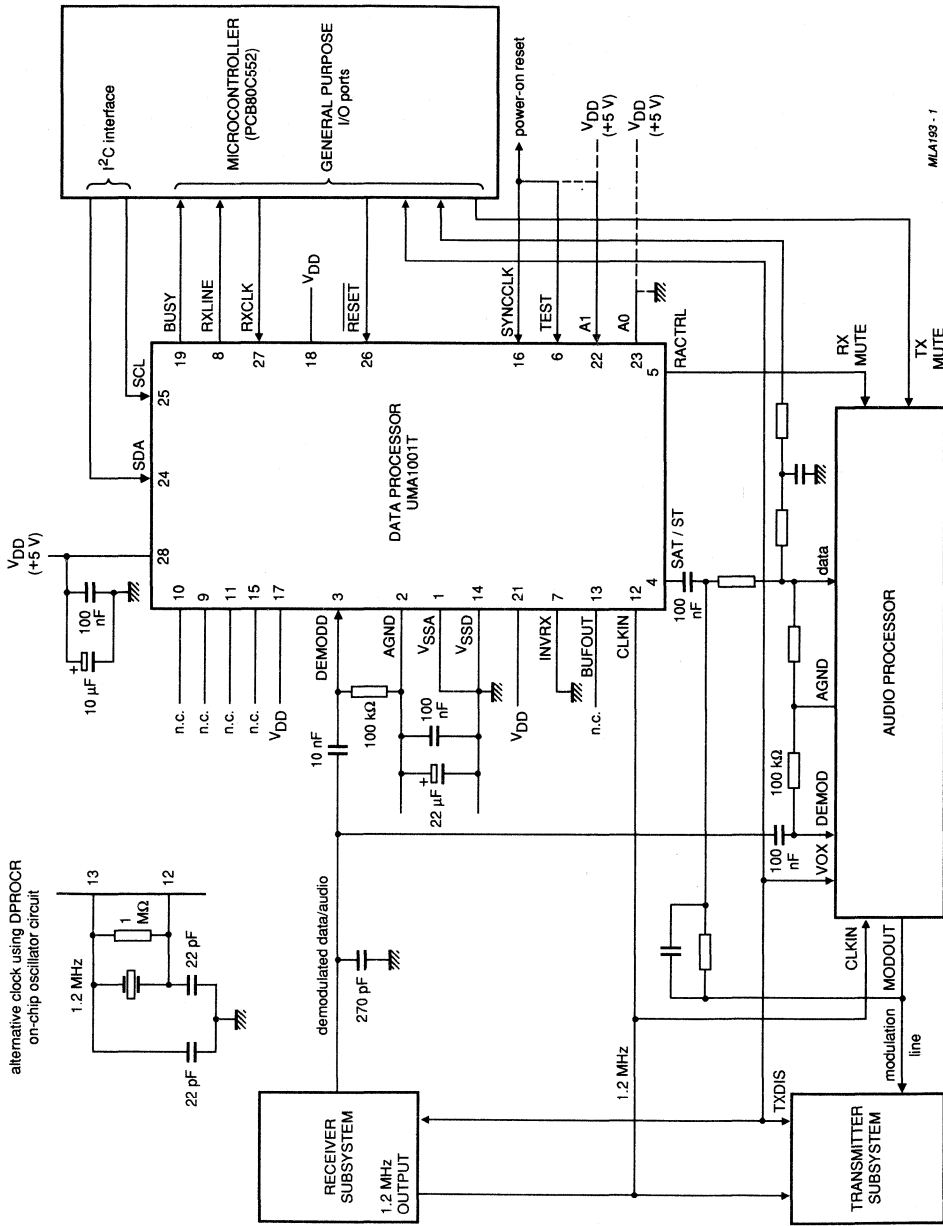 alternative clock using DPROCR
on-chip oscillator circuit
1.2 MHz
13
1
MΩ
12
22 pF
22 pF
VDD
(+5 V)
10 µF
+
100
nF
28
10
n.c.
9
n.c.
11
n.c.
15
n.c.
17
VDD
3
DEMODD
10 nF
100 kΩ
2
AGND
1
VSSA
14
VSSD
22 µF
+
100
nF
21
VDD
7
INVRX
13
BUFOUT
n.c.
12
CLKIN
4
SAT / ST
100
nF
DATA PROCESSOR
UMA1001T
24
SDA
25
SCL
19
BUSY
8
RXLINE
27
RXCLK
18
VDD
26
RESET
16
SYNCCLK
6
TEST
22
A1
23
A0
5
RACTRL
I2C interface
MICROCONTROLLER
(PCB80C552)
GENERAL PURPOSE
I/O ports
power-on reset
VDD
(+5 V)
VDD
(+5 V)
RX
MUTE
TX
MUTE
RECEIVER
SUBSYSTEM
1.2 MHz
OUTPUT
demodulated data/audio
270 pF
1.2 MHz
TXDIS
TRANSMITTER
SUBSYSTEM
modulation
line
MODOUT
CLKIN
VOX
DEMOD
100
nF
100 kΩ
AGND
data
AUDIO PROCESSOR
MLA193 - 1